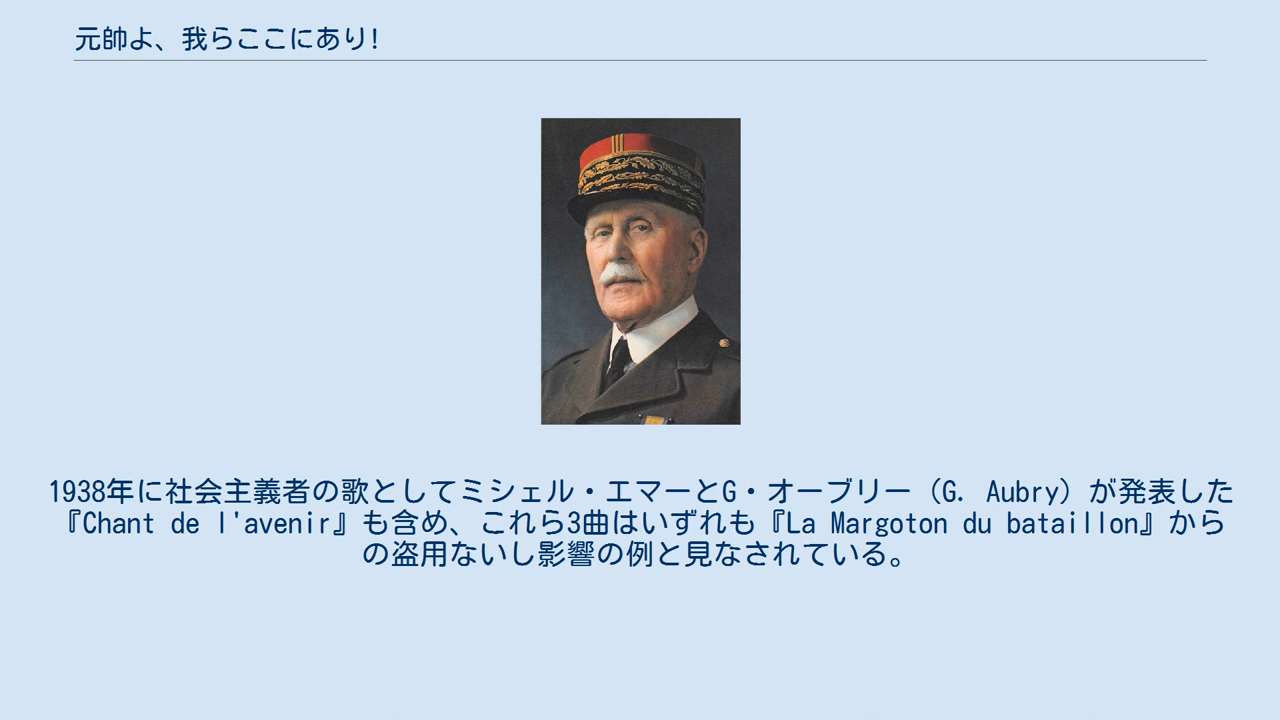 元帥よ、我らここにあり!
1938年に社会主義者の歌としてミシェル・エマーとG・オーブリー（G. Aubry）が発表した
『Chant de l'avenir』も含め、これら3曲はいずれも『La Margoton du bataillon』から
の盗用ないし影響の例と見なされている。